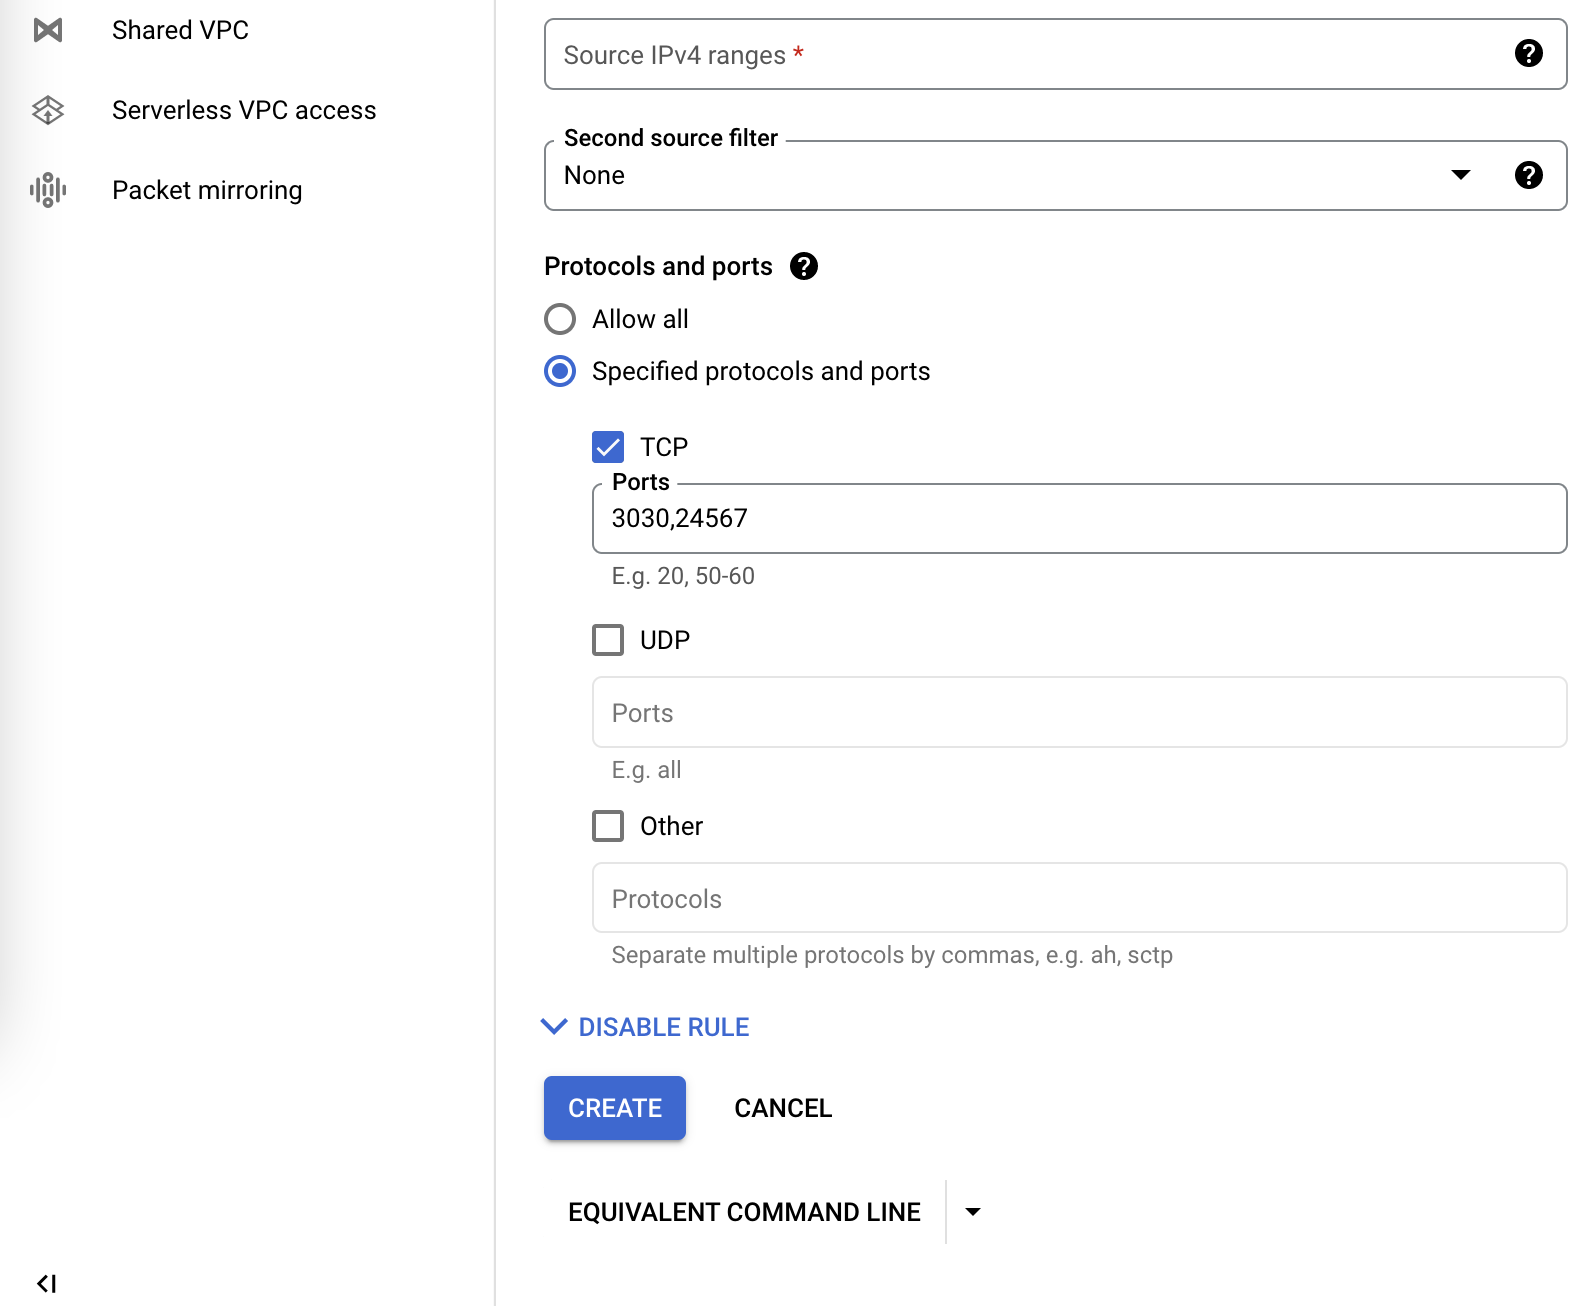 Shared VPC
Serverless VPC access
Packet mirroring
Source IPv4 ranges *
Second source filter
None
Protocols and ports
Allow all
Specified protocols and ports
TCP
Ports
3030,24567
E.g. 20, 50-60
UDP
Ports
E.g. all
Other
Protocols
Separate multiple protocols by commas, e.g. ah, sctp
DISABLE RULE
CREATE CANCEL
EQUIVALENT COMMAND LINE